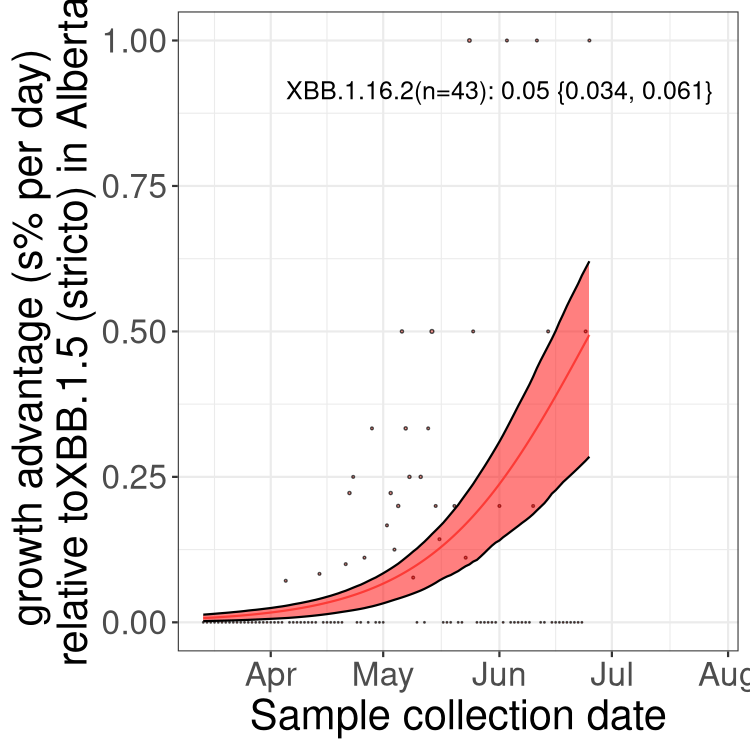 growth advantage (s% per day)
relative toXBB.1.5 (stricto) in Alberta
1.00
0.75
0.50
0.25
0.00
XBB.1.16.2(n=43): 0.05 {0.034, 0.061}
Apr May Jun Jul Aug
Sample collection date